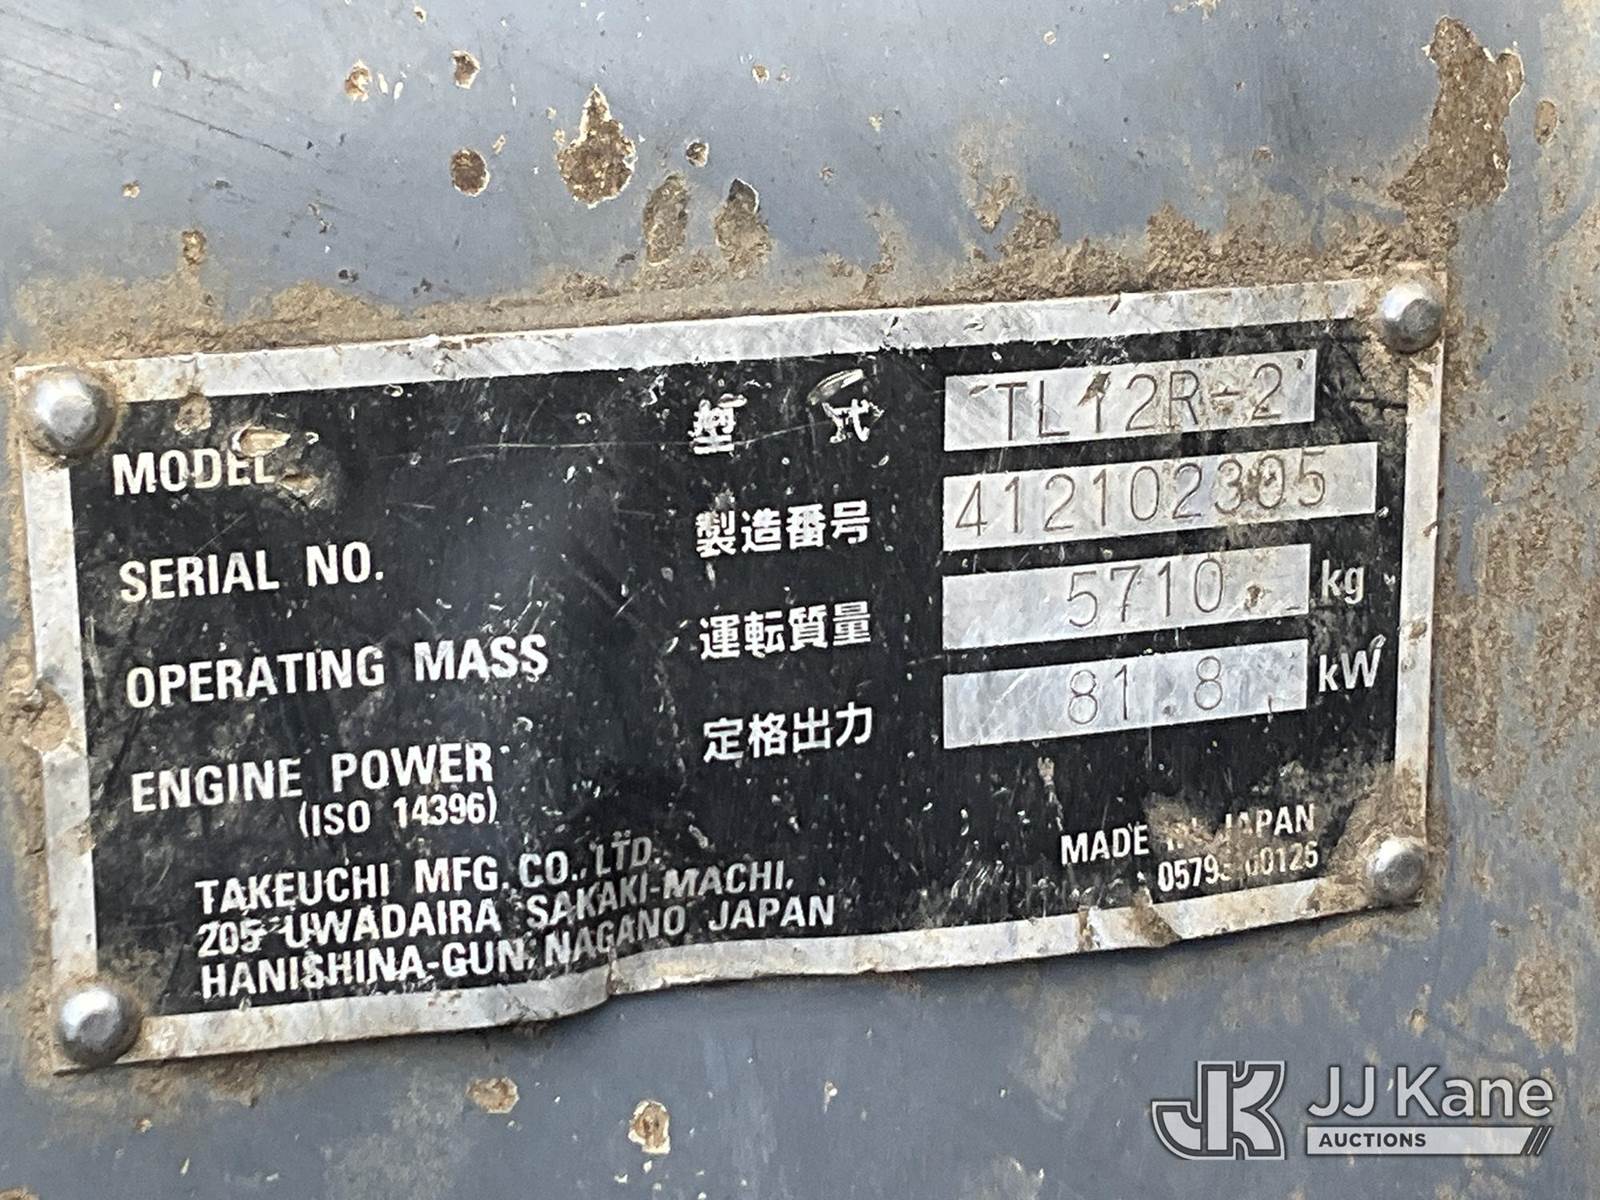 MODEL 型 式 TL12R-2
SERIAL NO. 製造番号 412102305
OPERATING MASS 運転質量 5710 kg
ENGINE POWER 定格出力 81.8 kW
(ISO 14396)
TAKEUCHI MFG. CO., LTD.
205 UWADAIRA SAKAKI-MACHI,
HANISHINA-GUN, NAGANO JAPAN
MADE IN JAPAN
JK JJ Kane
AUCTIONS